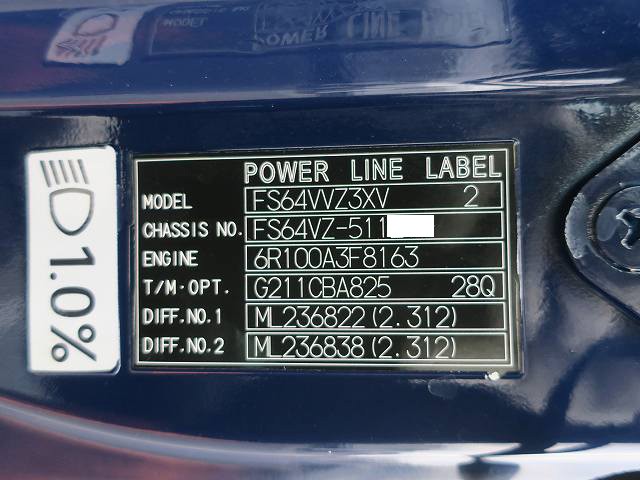 POWER LINE LABEL
MODEL FS64VVZ3XV 2
CHASSIS NO. FS64VZ-511
ENGINE 6R100A3F8163
T/M·OPT. G211CBA825 28Q
DIFF.NO.1 ML236822(2.312)
DIFF.NO.2 ML236838(2.312)
1.0%